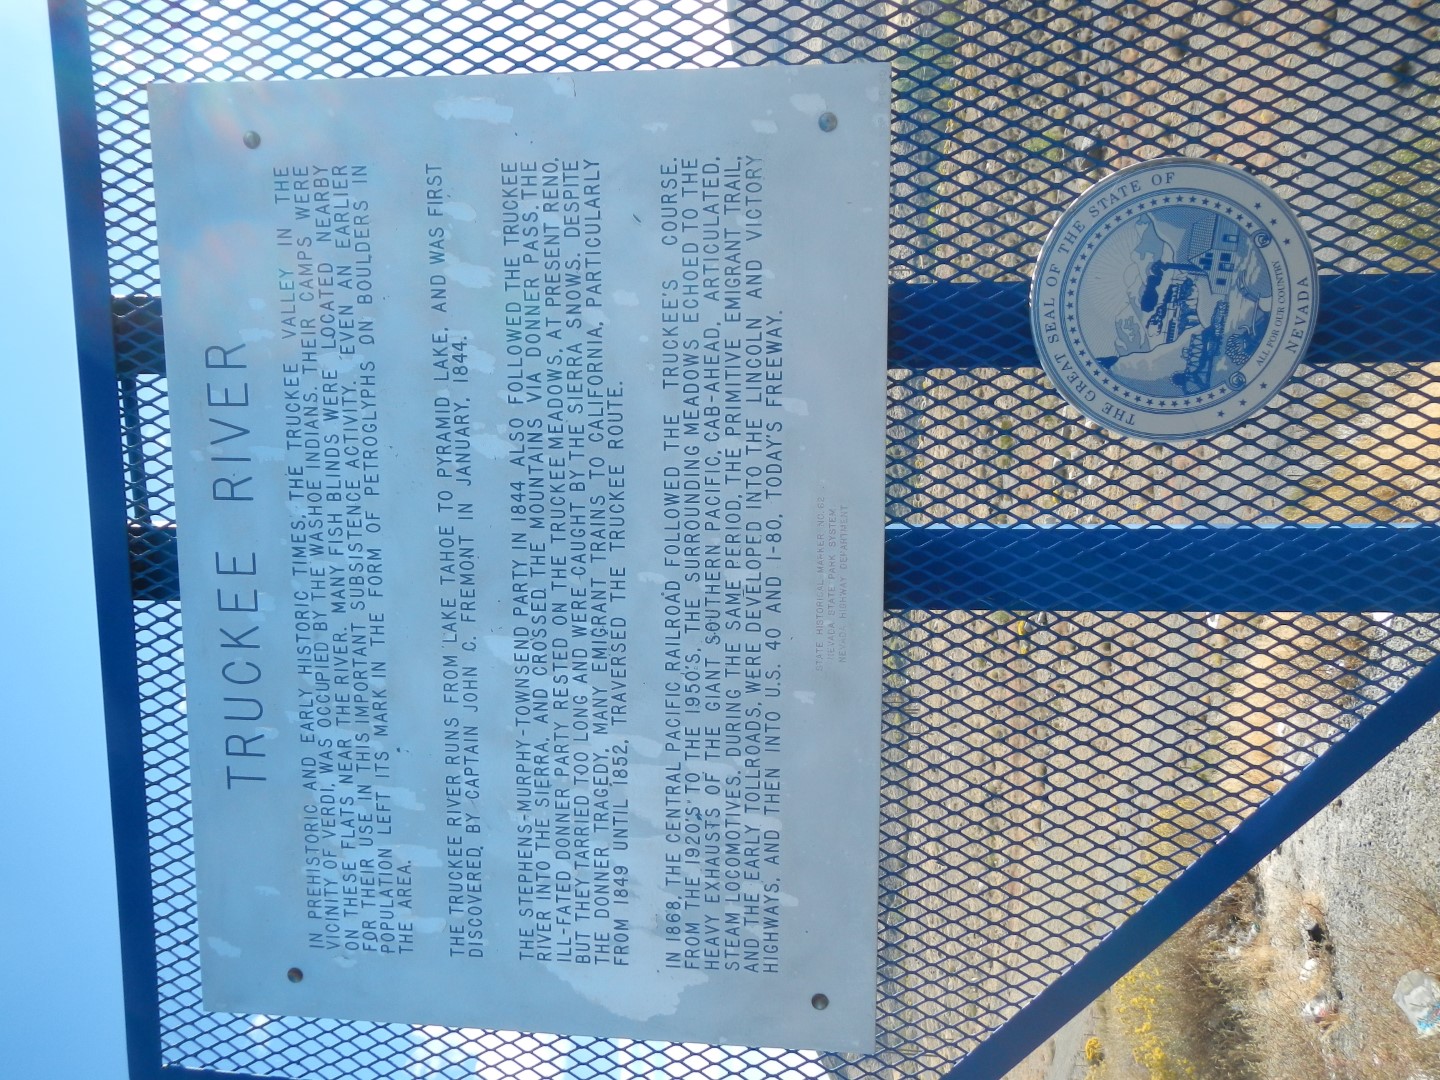 TRUCKEE RIVER
IN PREHISTORIC AND EARLY HISTORIC TIMES, THE TRUCKEE VALLEY IN THE
VICINITY OF VERDI, WAS OCCUPIED BY THE WASHOE INDIANS. THEIR CAMPS WERE
ON THESE FLATS NEAR THE RIVER. MANY FISH BLINDS WERE LOCATED NEARBY
FOR THEIR USE IN THIS IMPORTANT SUBSISTENCE ACTIVITY. EVEN AN EARLIER
POPULATION LEFT ITS MARK IN THE FORM OF PETROGLYPHS ON BOULDERS IN
THE AREA.
THE TRUCKEE RIVER RUNS FROM LAKE TAHOE TO PYRAMID LAKE, AND WAS FIRST
DISCOVERED BY CAPTAIN JOHN C. FREMONT IN JANUARY, 1844.
THE STEPHENS-MURPHY-TOWNSEND PARTY IN 1844 ALSO FOLLOWED THE TRUCKEE
RIVER INTO THE SIERRA, AND CROSSED THE MOUNTAINS VIA DONNER PASS. THE
ILL-FATED DONNER PARTY RESTED ON THE TRUCKEE MEADOWS, AT PRESENT RENO,
BUT THEY TARRIED TOO LONG AND WERE CAUGHT BY THE SIERRA SNOWS. DESPITE
THE DONNER TRAGEDY, MANY EMIGRANT TRAINS TO CALIFORNIA, PARTICULARLY
FROM 1849 UNTIL 1852, TRAVERSED THE TRUCKEE ROUTE.
IN 1868, THE CENTRAL PACIFIC RAILROAD FOLLOWED THE TRUCKEE'S COURSE.
FROM THE 1920'S TO THE 1950'S, THE SURROUNDING MEADOWS ECHOED TO THE
HEAVY EXHAUSTS OF THE GIANT SOUTHERN PACIFIC, CAB-AHEAD, ARTICULATED,
STEAM LOCOMOTIVES. DURING THE SAME PERIOD, THE PRIMITIVE EMIGRANT TRAIL,
AND THE EARLY TOLLROADS, WERE DEVELOPED INTO THE LINCOLN AND VICTORY
HIGHWAYS, AND THEN INTO U.S. 40 AND I-80, TODAY'S FREEWAY.
STATE HISTORICAL MARKER NO. 62
NEVADA STATE PARK SYSTEM
NEVADA HIGHWAY DEPARTMENT
THE GREAT SEAL OF THE STATE OF
ALL FOR OUR COUNTRY
NEVADA